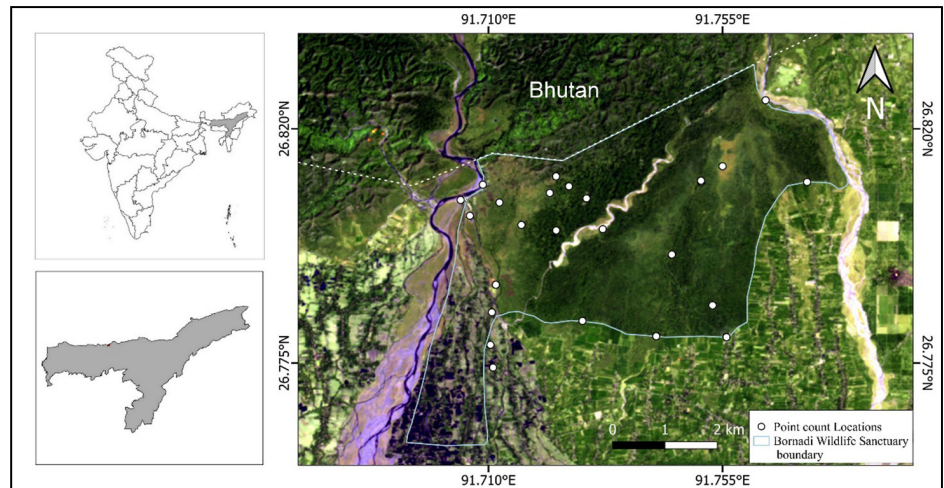 91.710°E 91.755°E
Bhutan
N
26.820°N 26.820°N
26.775°N 26.775°N
0 1 2 km
Point count Locations
Bornadi Wildlife Sanctuary
boundary
91.710°E 91.755°E